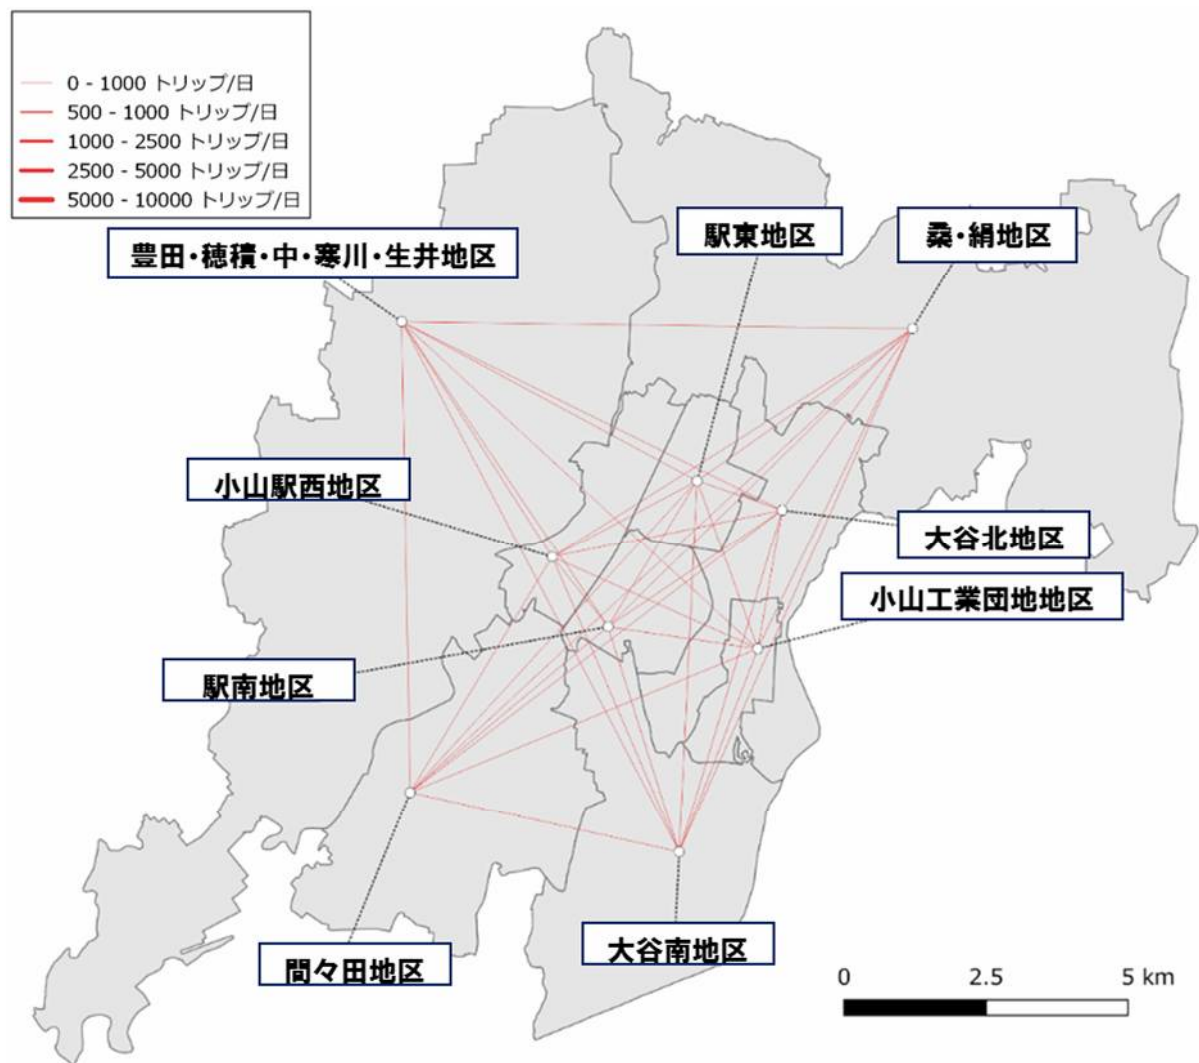 0 - 1000 トリップ/日
500 - 1000 トリップ/日
1000 - 2500 トリップ/日
2500 - 5000 トリップ/日
5000 - 10000 トリップ/日
豊田・穂積・中・寒川・生井地区
駅東地区
桑・絹地区
小山駅西地区
大谷北地区
小山工業団地地区
駅南地区
間々田地区
大谷南地区
0 2.5 5 km